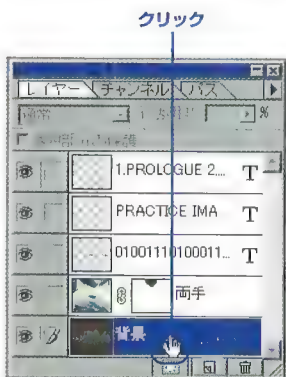 クリック
レイヤー チャンネル パス
通常 %
1.PROLOGUE 2...
T
PRACTICE IMA
T
01001110100011...
T
両手
背景